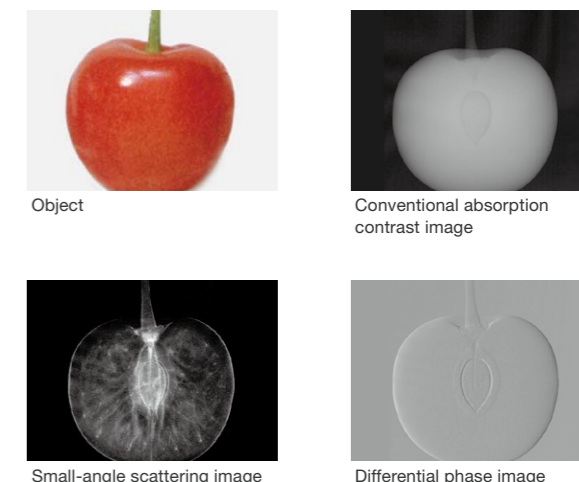 Object
Conventional absorption
contrast image
Small-angle scattering image
Differential phase image